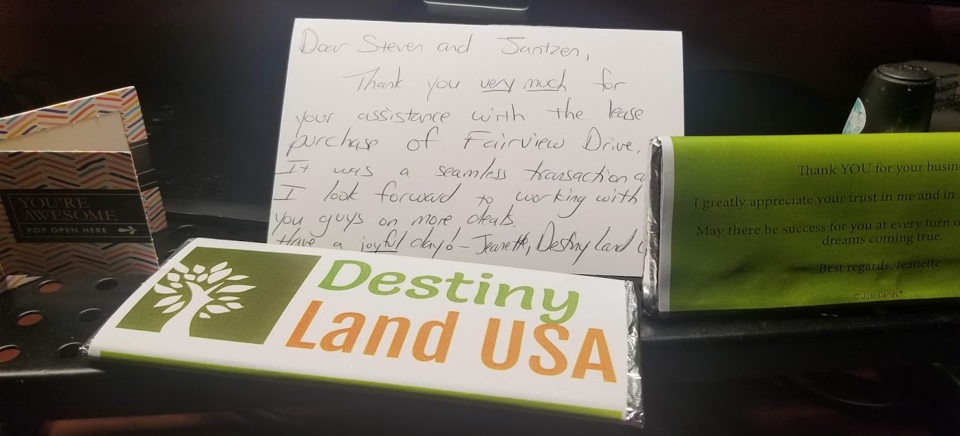 Dear Steven and Jantzen,
Thank you very much for
your assistance with the lease
purchase of Fairview Drive.
It was a seamless transaction
I look forward to working with
you guys on more deals.
Have a joyful day! - Jeanette, Destiny Land
YOU'RE
AWESOME
POP OPEN HERE
Destiny
Land USA
Thank YOU for your busin
I greatly appreciate your trust in me and in
May there be success for you at every turn
dreams coming true.
Best regards, Jeanette